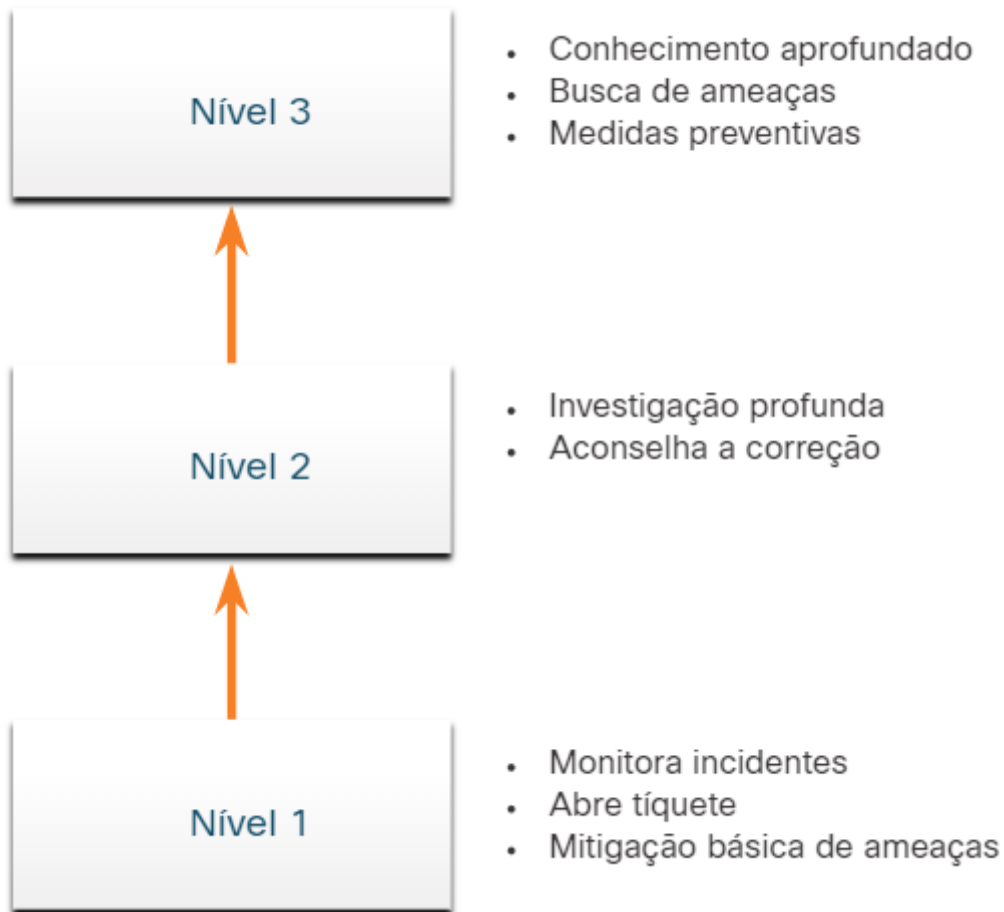 Nível 3
• Conhecimento aprofundado
• Busca de ameaças
• Medidas preventivas
Nível 2
• Investigação profunda
• Aconselha a correção
Nível 1
• Monitora incidentes
• Abre tíquete
• Mitigação básica de ameaças